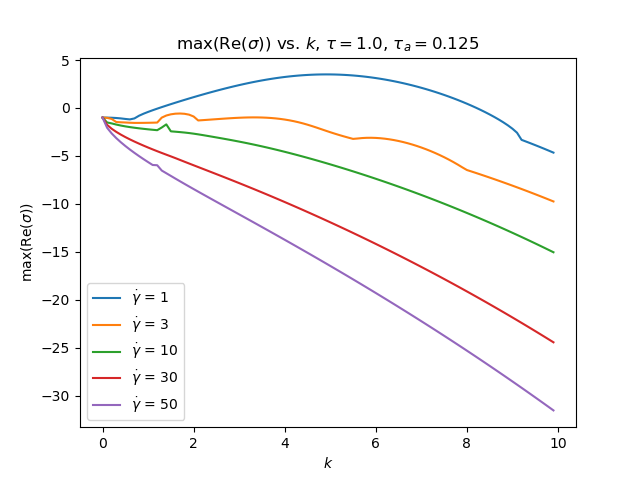 max(Re(σ)) vs. k, τ = 1.0, τₐ = 0.125
max(Re(σ))
5
0
−5
−10
−15
−20
−25
−30
γ̇ = 1
γ̇ = 3
γ̇ = 10
γ̇ = 30
γ̇ = 50
0 2 4 6 8 10
k